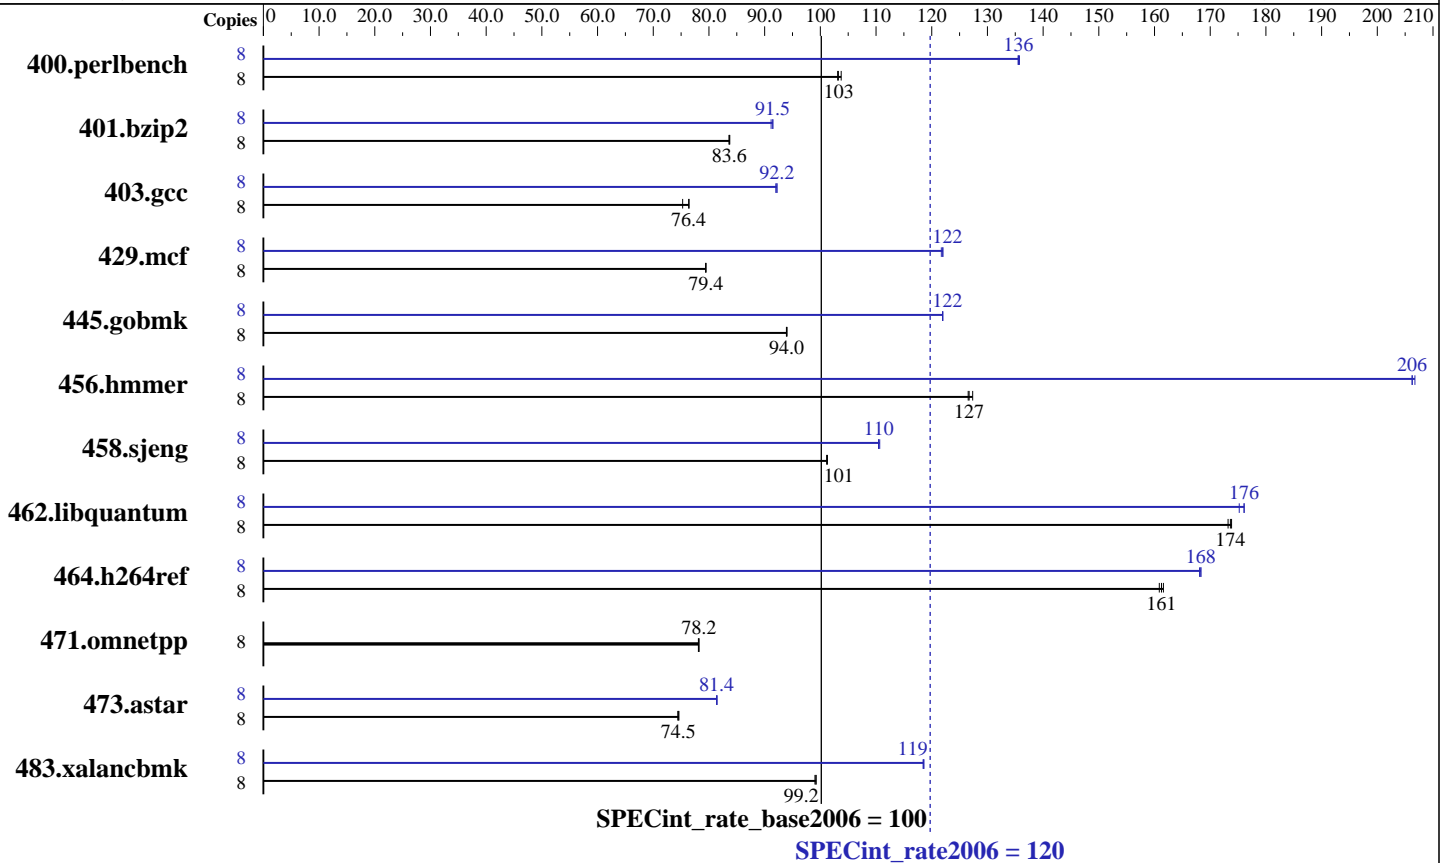 Copies 0 10.0 20.0 30.0 40.0 50.0 60.0 70.0 80.0 90.0 100 110 120 130 140 150 160 170 180 190 200 210
400.perlbench 8 136
8 103
401.bzip2 8 91.5
8 83.6
403.gcc 8 92.2
8 76.4
429.mcf 8 122
8 79.4
445.gobmk 8 122
8 94.0
456.hmmer 8 206
8 127
458.sjeng 8 110
8 101
462.libquantum 8 176
8 174
464.h264ref 8 168
8 161
471.omnetpp 8 78.2
473.astar 8 81.4
8 74.5
483.xalancbmk 8 119
8 99.2
SPECint_rate_base2006 = 100
SPECint_rate2006 = 120